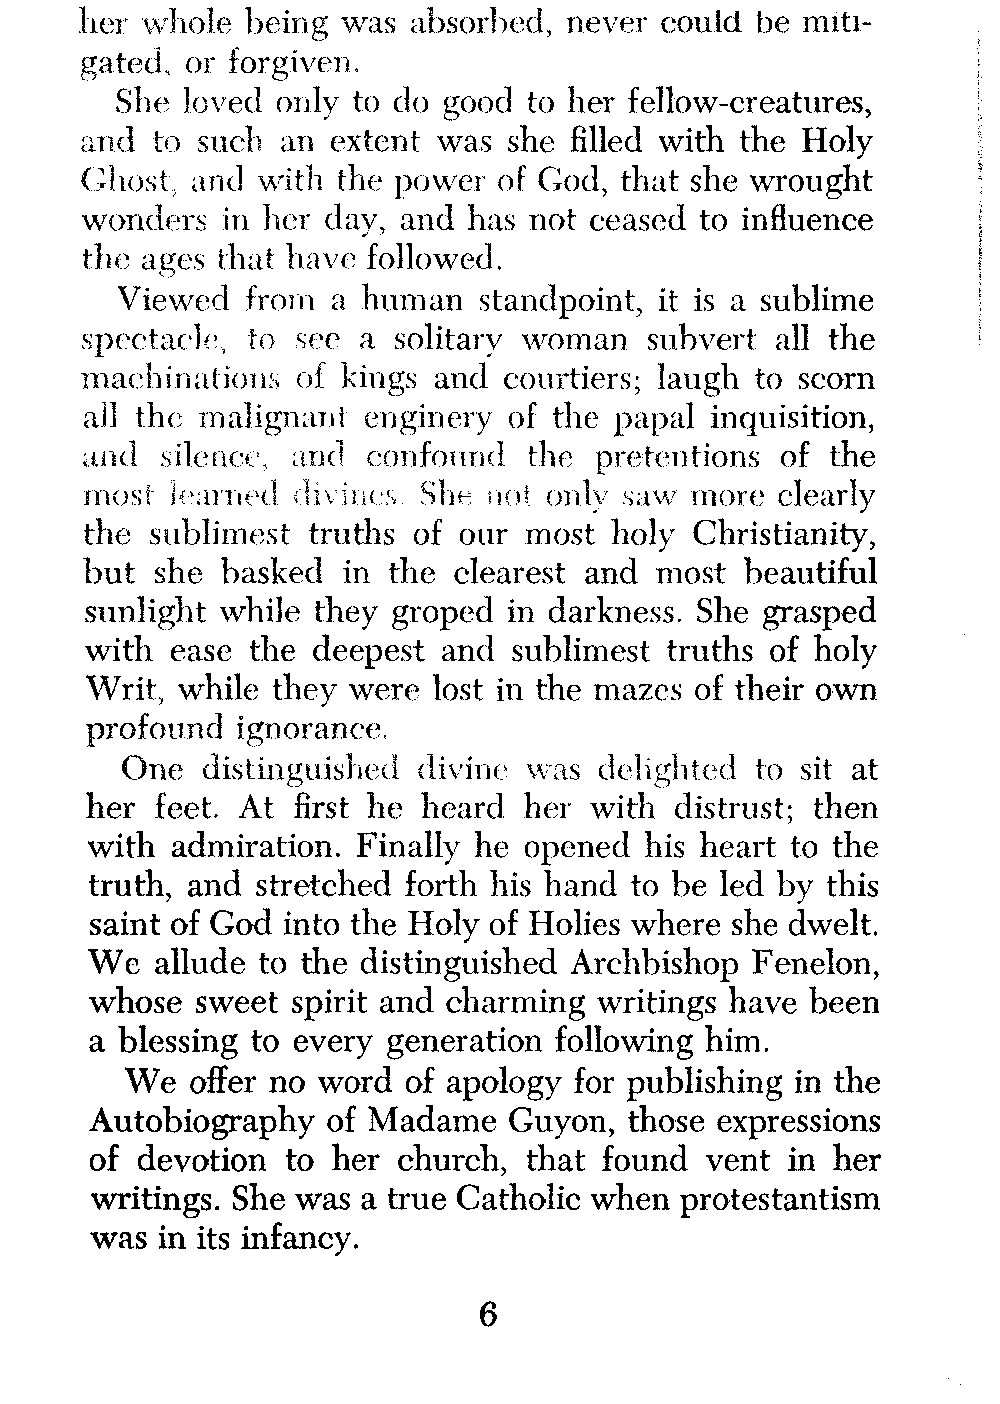 her whole being was absorbed, never could be miti-
gated, or forgiven.
She loved only to do good to her fellow-creatures,
and to such an extent was she filled with the Holy
Ghost, and with the power of God, that she wrought
wonders in her day, and has not ceased to influence
the ages that have followed.
Viewed from a human standpoint, it is a sublime
spectacle, to see a solitary woman subvert all the
machinations of kings and courtiers; laugh to scorn
all the malignant enginery of the papal inquisition,
and silence, and confound the pretentions of the
most learned divines. She not only saw more clearly
the sublimest truths of our most holy Christianity,
but she basked in the clearest and most beautiful
sunlight while they groped in darkness. She grasped
with ease the deepest and sublimest truths of holy
Writ, while they were lost in the mazes of their own
profound ignorance.
One distinguished divine was delighted to sit at
her feet. At first he heard her with distrust; then
with admiration. Finally he opened his heart to the
truth, and stretched forth his hand to be led by this
saint of God into the Holy of Holies where she dwelt.
We allude to the distinguished Archbishop Fenelon,
whose sweet spirit and charming writings have been
a blessing to every generation following him.
We offer no word of apology for publishing in the
Autobiography of Madame Guyon, those expressions
of devotion to her church, that found vent in her
writings. She was a true Catholic when protestantism
was in its infancy.
6